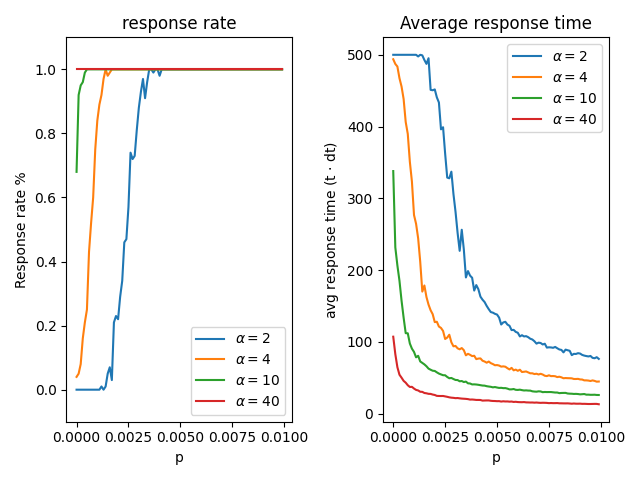 response rate
Response rate %
1.0
0.8
0.6
0.4
0.2
0.0
α = 2
α = 4
α = 10
α = 40
0.0000 0.0025 0.0050 0.0075 0.0100
p
Average response time
avg response time (t · dt)
500
400
300
200
100
0
α = 2
α = 4
α = 10
α = 40
0.0000 0.0025 0.0050 0.0075 0.0100
p